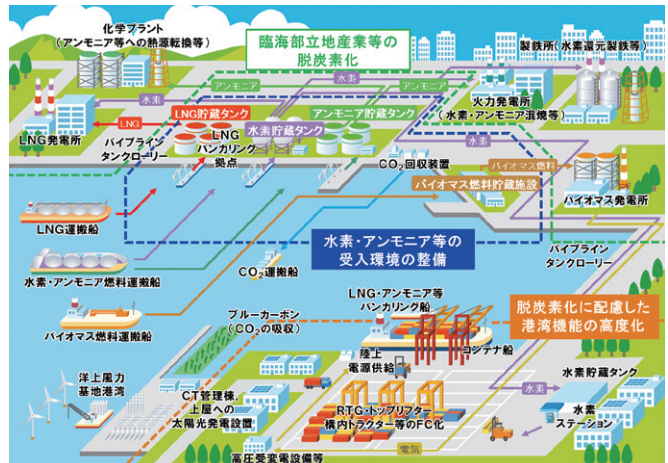 化学プラント
(アンモニア等への熱源転換等)
臨海部立地産業等の
脱炭素化
製鉄所(水素還元製鉄等)
アンモニア
水素
水素
アンモニア
LNG
LNG発電所
LNG貯蔵タンク
アンモニア貯蔵タンク
水素貯蔵タンク
火力発電所
(水素・アンモニア混焼等)
パイプライン
タンクローリー
LNG
バンカリング
拠点
CO2回収装置
水素
バイオマス燃料
バイオマス燃料貯蔵施設
バイオマス発電所
LNG運搬船
水素・アンモニア等の
受入環境の整備
パイプライン
タンクローリー
水素・アンモニア燃料運搬船
CO2運搬船
バイオマス燃料運搬船
ブルーカーボン
(CO2の吸収)
LNG・アンモニア等
バンカリング船
脱炭素化に配慮した
港湾機能の高度化
コンテナ船
陸上
電源供給
洋上風力
基地港湾
CT管理棟、
上屋への
太陽光発電設置
RTG・トップリフター
構内トラクター等のFC化
水素
水素貯蔵タンク
水素
ステーション
電気
高圧受変電設備等